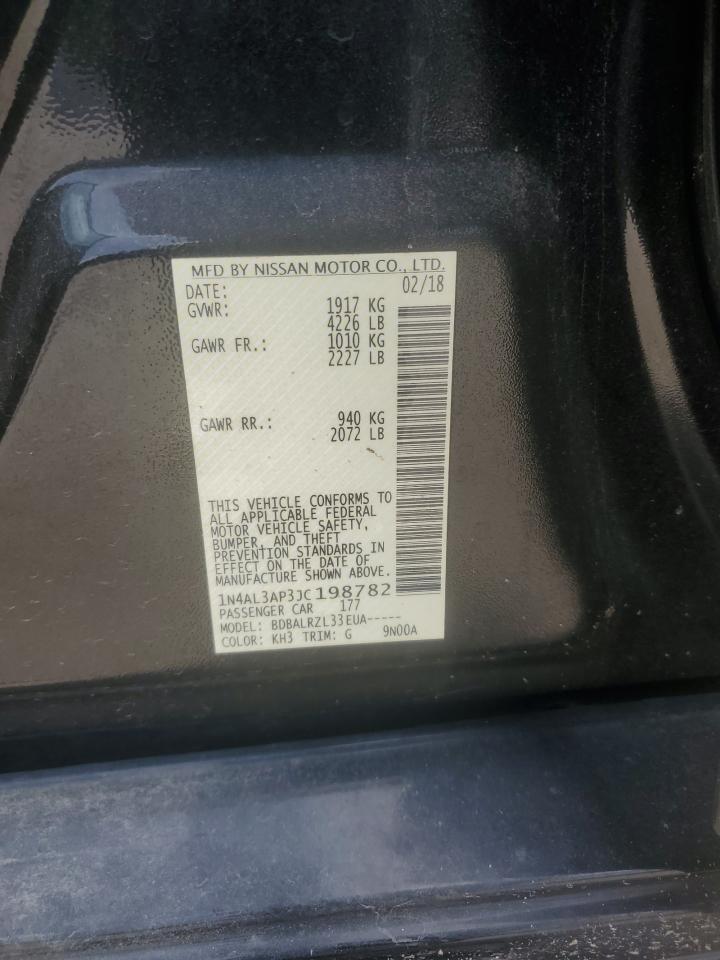 MFD BY NISSAN MOTOR CO., LTD.
DATE: 02/18
GVWR: 1917 KG
4226 LB
GAWR FR.: 1010 KG
2227 LB
GAWR RR.: 940 KG
2072 LB
THIS VEHICLE CONFORMS TO
ALL APPLICABLE FEDERAL
MOTOR VEHICLE SAFETY,
BUMPER, AND THEFT
PREVENTION STANDARDS IN
EFFECT ON THE DATE OF
MANUFACTURE SHOWN ABOVE.
1N4AL3AP3JC198782
PASSENGER CAR 177
MODEL: BDBALRZL33EUA-----
COLOR: KH3 TRIM: G 9N00A